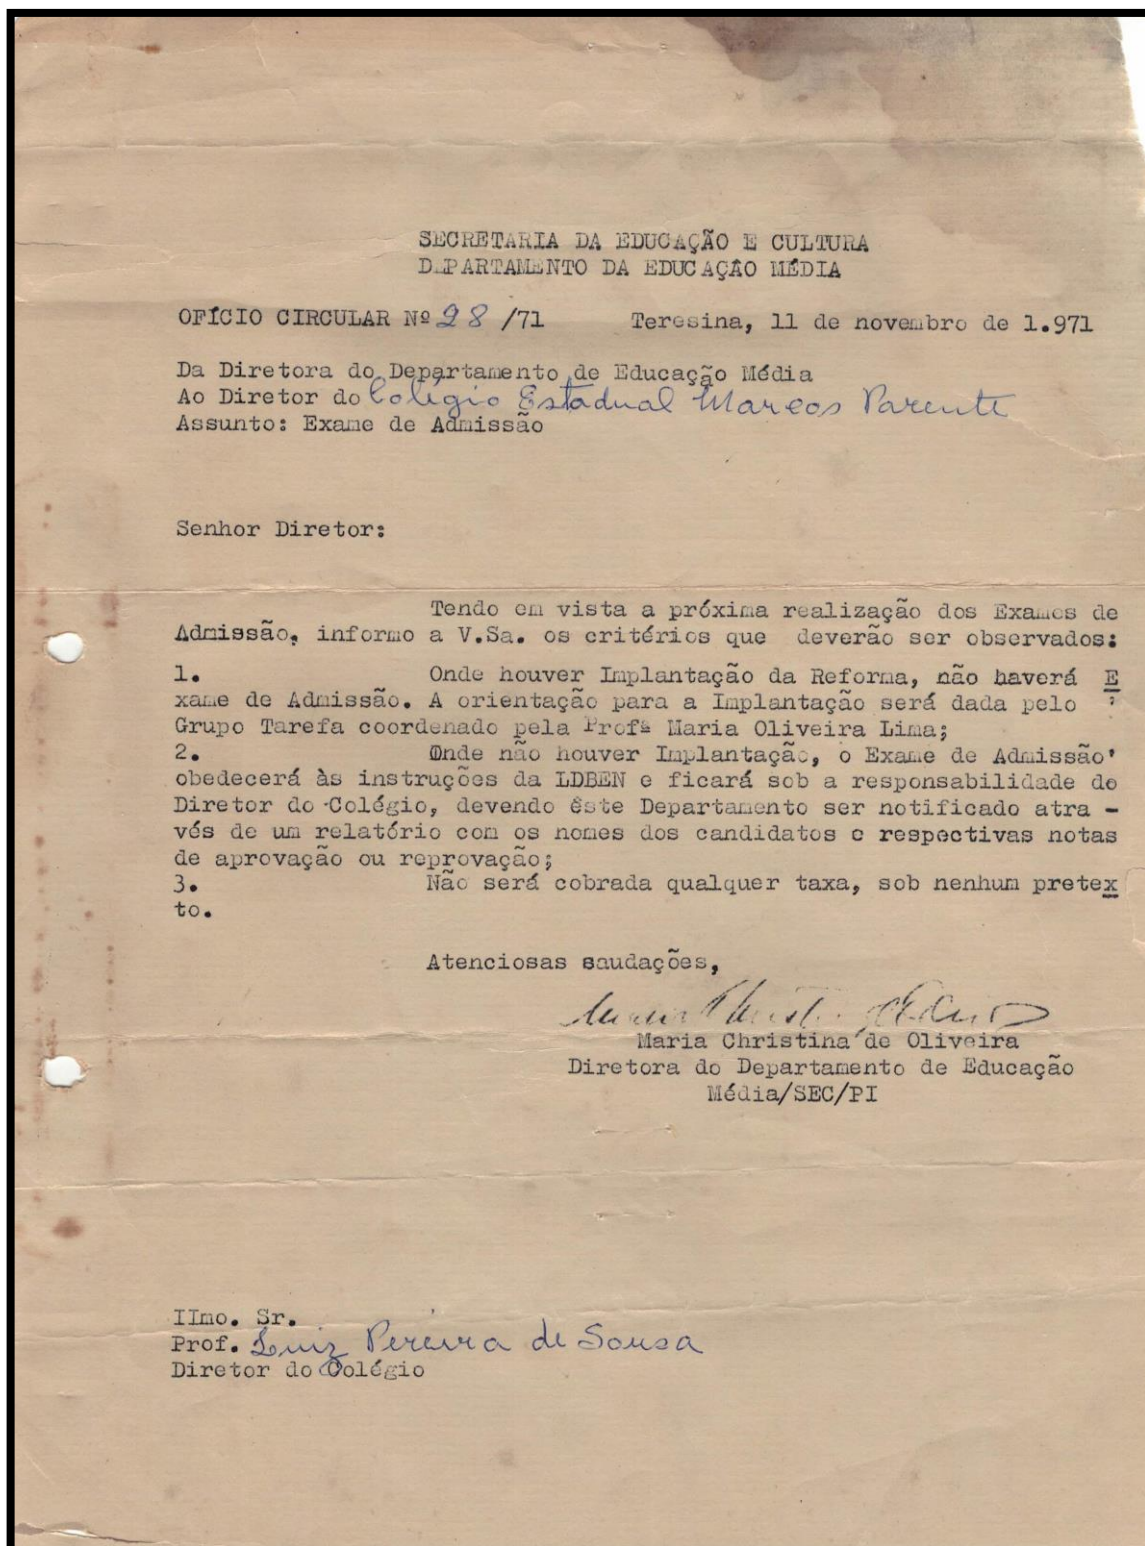 SECRETARIA DA EDUCAÇÃO E CULTURA
DEPARTAMENTO DA EDUCAÇÃO MÉDIA
OFÍCIO CIRCULAR Nº 28 /71 Teresina, 11 de novembro de 1.971
Da Diretora do Departamento de Educação Média
Ao Diretor do Colégio Estadual Marcos Parente
Assunto: Exame de Admissão
Senhor Diretor:
Tendo em vista a próxima realização dos Exames de
Admissão, informo a V.Sa. os critérios que deverão ser observados:
1. Onde houver Implantação da Reforma, não haverá E
xame de Admissão. A orientação para a Implantação será dada pelo '
Grupo Tarefa coordenado pela Profª Maria Oliveira Lima;
2. Onde não houver Implantação, o Exame de Admissão'
obedecerá às instruções da LDBEN e ficará sob a responsabilidade do
Diretor do Colégio, devendo êste Departamento ser notificado atra -
vés de um relatório com os nomes dos candidatos e respectivas notas
de aprovação ou reprovação;
3. Não será cobrada qualquer taxa, sob nenhum pretex
to.
Atenciosas saudações,
Maria Christina de Oliveira
Diretora do Departamento de Educação
Média/SEC/PI
IImo. Sr.
Prof. Luiz Pereira de Sousa
Diretor do Colégio